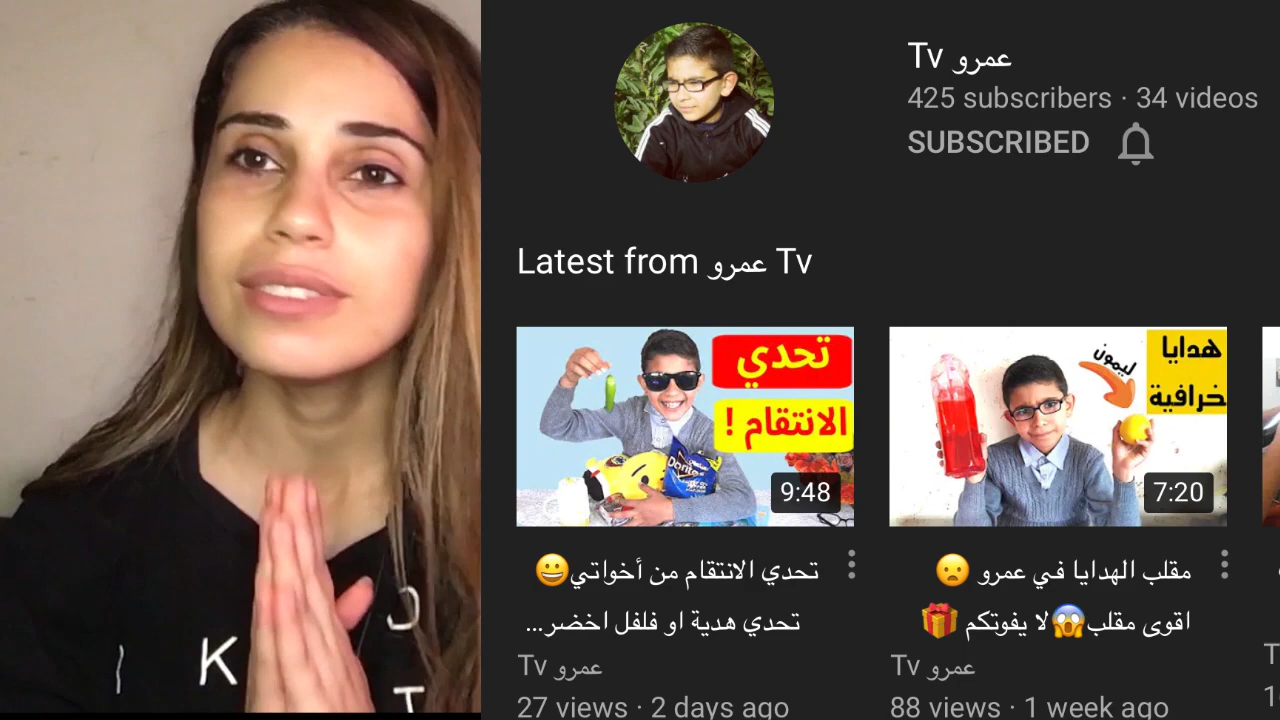 عمرو Tv
425 subscribers · 34 videos
SUBSCRIBED
Latest from عمرو Tv
تحدي
الانتقام !
Doritos
9:48
هدايا
خرافية
ليمون
7:20
تحدي الانتقام من أخواتي😀
تحدي هدية او فلفل اخضر...
عمرو Tv
27 views · 2 days ago
مقلب الهدايا في عمرو 😦
اقوى مقلب😱لا يفوتكم 🎁
عمرو Tv
88 views · 1 week ago
K
T